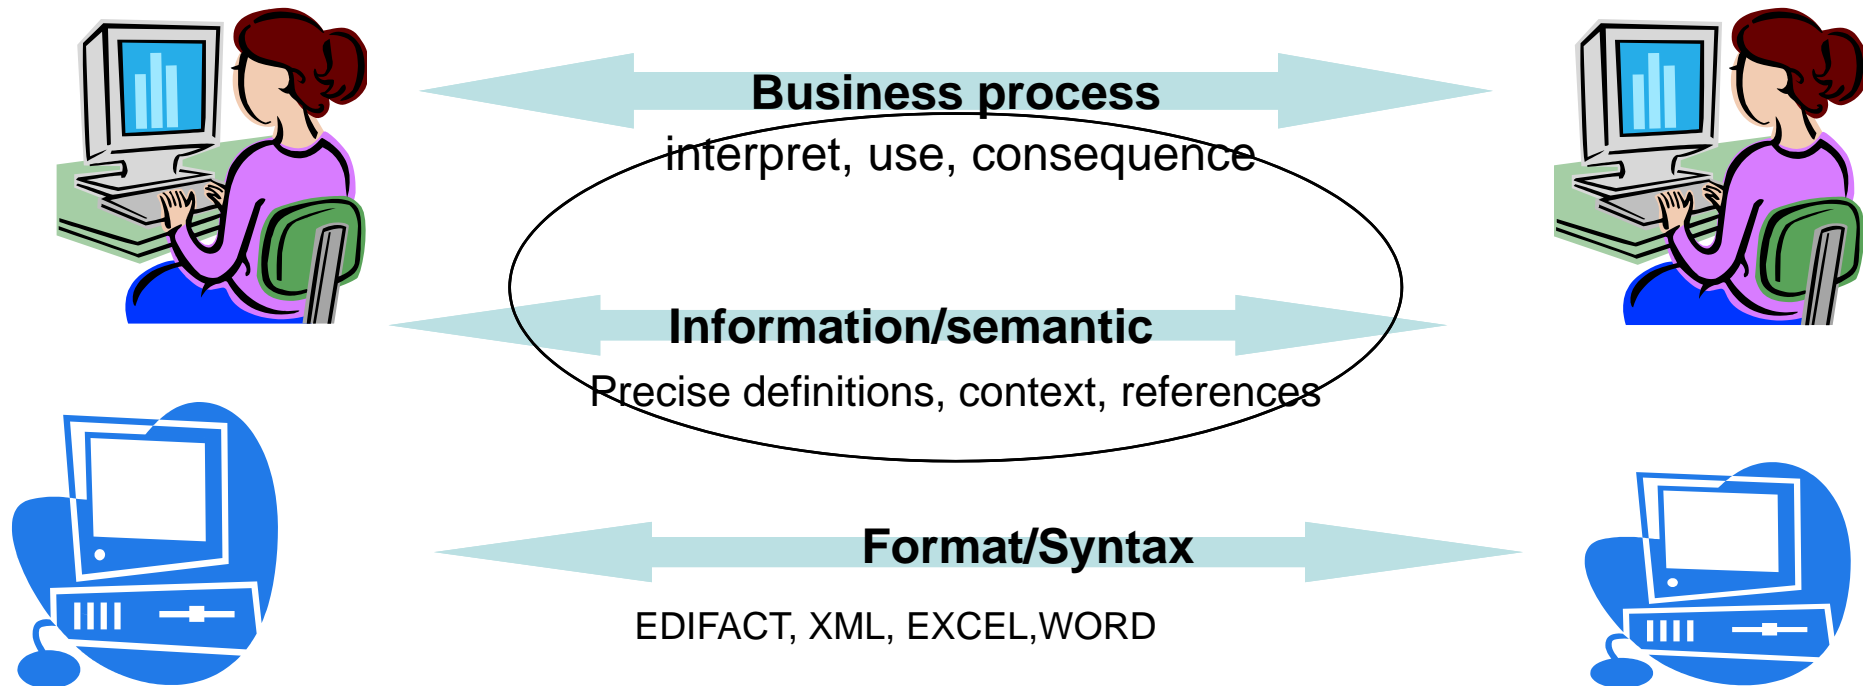 Business process
interpret, use, consequence
Information/semantic
Precise definitions, context, references
Format/Syntax
EDIFACT, XML, EXCEL,WORD